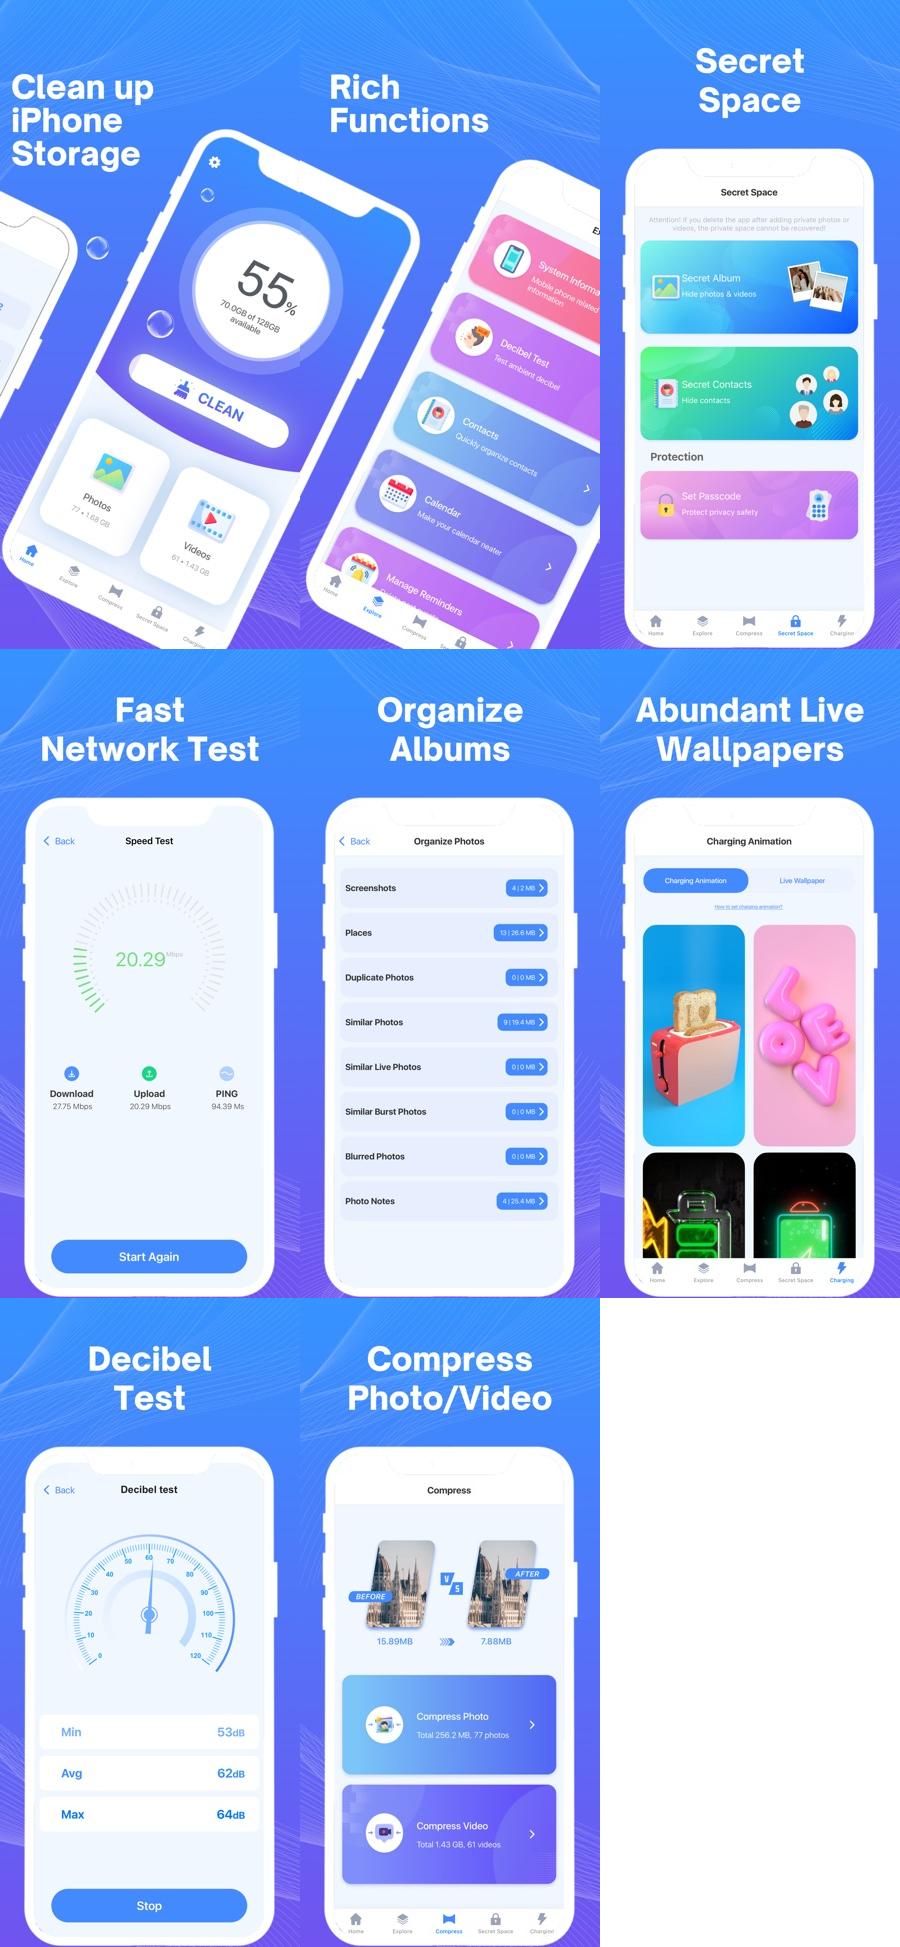 Clean up
iPhone
Storage
55%
70.0GB of 128GB
available
CLEAN
Photos
77 • 1.68 GB
Videos
61 • 1.43 GB
Home
Explore
Compress
Secret Space
Charging
Rich
Functions
System Informa
Mobile phone related
information
Decibel Test
Test ambient decibel
Contacts
Quickly organize contacts
Calendar
Make your calendar neater
Manage Reminders
Home
Explore
Compress
Secret
Space
Secret Space
Attention! If you delete the app after adding private photos or
videos, the private space cannot be recovered!
Secret Album
Hide photos & videos
Secret Contacts
Hide contacts
Protection
Set Passcode
Protect privacy safety
Home
Explore
Compress
Secret Space
Chargin
Fast
Network Test
Back
Speed Test
20.29 Mbps
Download
27.75 Mbps
Upload
20.29 Mbps
PING
94.39 Ms
Start Again
Organize
Albums
Back
Organize Photos
Screenshots
4 | 2 MB
Places
13 | 26.6 MB
Duplicate Photos
0 | 0 MB
Similar Photos
9 | 19.4 MB
Similar Live Photos
0 | 0 MB
Similar Burst Photos
0 | 0 MB
Blurred Photos
0 | 0 MB
Photo Notes
4 | 25.4 MB
Abundant Live
Wallpapers
Charging Animation
Charging Animation
Live Wallpaper
How to set charging animation?
I
LOVE
Home
Explore
Compress
Secret Space
Charging
Decibel
Test
Back
Decibel test
0
10
20
30
40
50
60
70
80
90
100
110
120
Min
53dB
Avg
62dB
Max
64dB
Stop
Compress
Photo/Video
Compress
BEFORE
VS
AFTER
15.89MB
7.88MB
Compress Photo
Total 256.2 MB, 77 photos
Compress Video
Total 1.43 GB, 61 videos
Home
Explore
Compress
Secret Space
Chargin